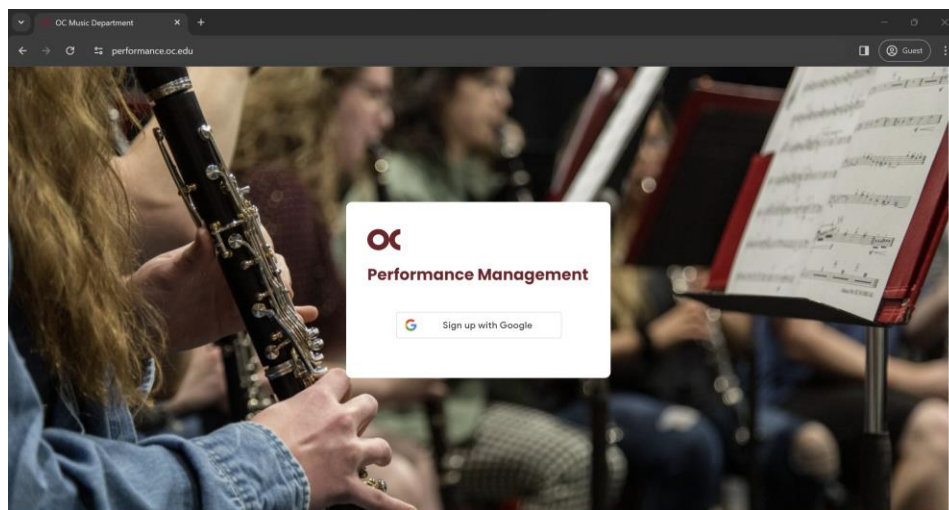 OC Music Department
performance.oc.edu
Guest
OC
Performance Management
Sign up with Google